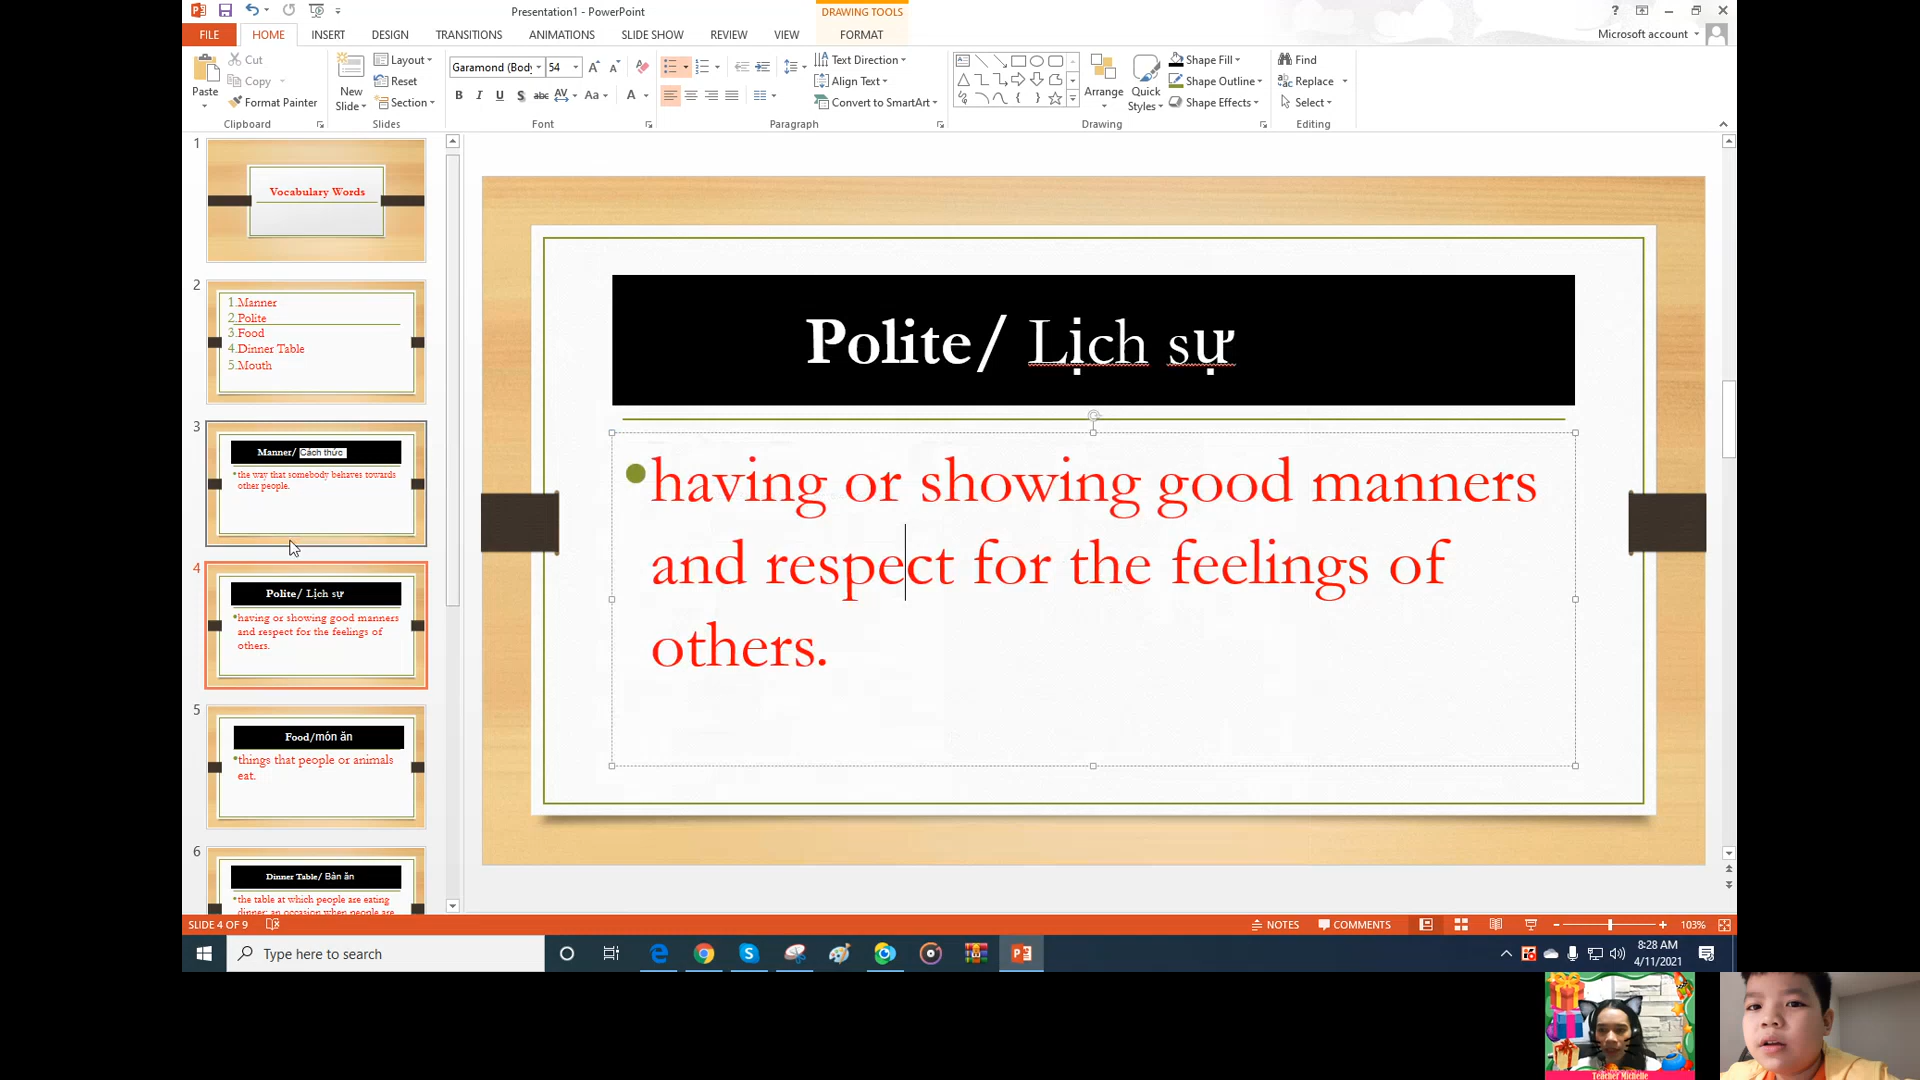 Presentation1 - PowerPoint
DRAWING TOOLS
FILE
HOME
INSERT
DESIGN
TRANSITIONS
ANIMATIONS
SLIDE SHOW
REVIEW
VIEW
FORMAT
Microsoft account
Paste
Cut
Copy
Format Painter
Clipboard
New Slide
Layout
Reset
Section
Slides
Garamond (Body
54
Font
Text Direction
Align Text
Convert to SmartArt
Paragraph
Arrange
Quick Styles
Shape Fill
Shape Outline
Shape Effects
Drawing
Find
Replace
Select
Editing
1
Vocabulary Words
2
1.Manner
2.Polite
3.Food
4.Dinner Table
5.Mouth
3
Manner/ Cách thức
•the way that somebody behaves towards
other people.
4
Polite/ Lịch sự
•having or showing good manners
and respect for the feelings of
others.
5
Food/món ăn
•things that people or animals
eat.
6
Dinner Table/ Bàn ăn
•the table at which people are eating
dinner; an occasion when people are
Polite/ Lịch sự
•having or showing good manners
and respect for the feelings of
others.
SLIDE 4 OF 9
NOTES
COMMENTS
103%
Type here to search
8:28 AM
4/11/2021
Teacher Michelle